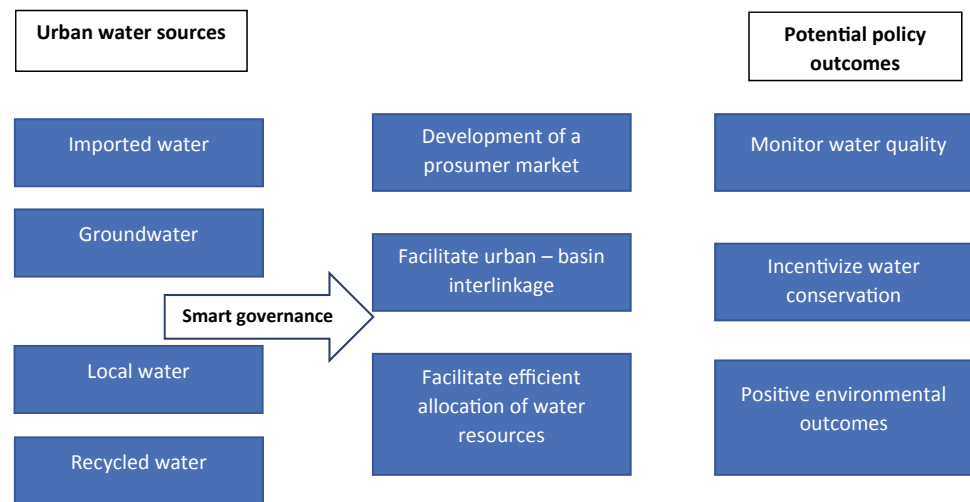 Urban water sources
Potential policy
outcomes
Imported water
Groundwater
Local water
Recycled water
Smart governance
Development of a
prosumer market
Facilitate urban – basin
interlinkage
Facilitate efficient
allocation of water
resources
Monitor water quality
Incentivize water
conservation
Positive environmental
outcomes